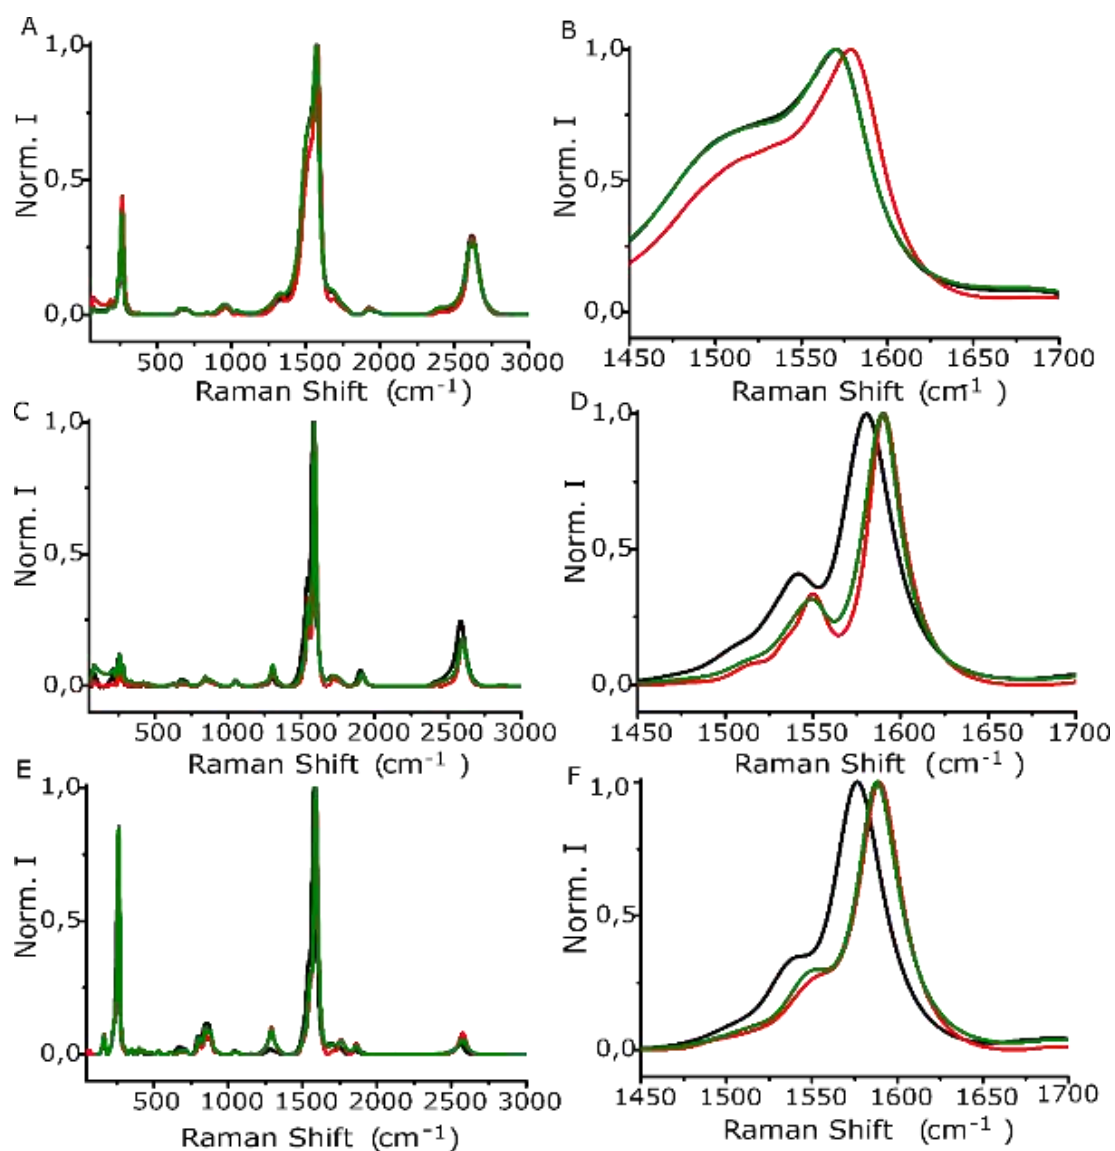 A
1,0
0,5
0,0
Norm. I
500 1000 1500 2000 2500 3000
Raman Shift (cm-1)
B
1,0
0,5
0,0
Norm. I
1450 1500 1550 1600 1650 1700
Raman Shift (cm-1 )
C
1,0
0,5
0,0
Norm. I
500 1000 1500 2000 2500 3000
Raman Shift (cm-1 )
D
1,0
0,5
0,0
Norm. I
1450 1500 1550 1600 1650 1700
Raman Shift (cm-1 )
E
1,0
0,5
0,0
Norm. I
500 1000 1500 2000 2500 3000
Raman Shift (cm-1)
F
1,0
0,5
0,0
Norm. I
1450 1500 1550 1600 1650 1700
Raman Shift (cm-1 )